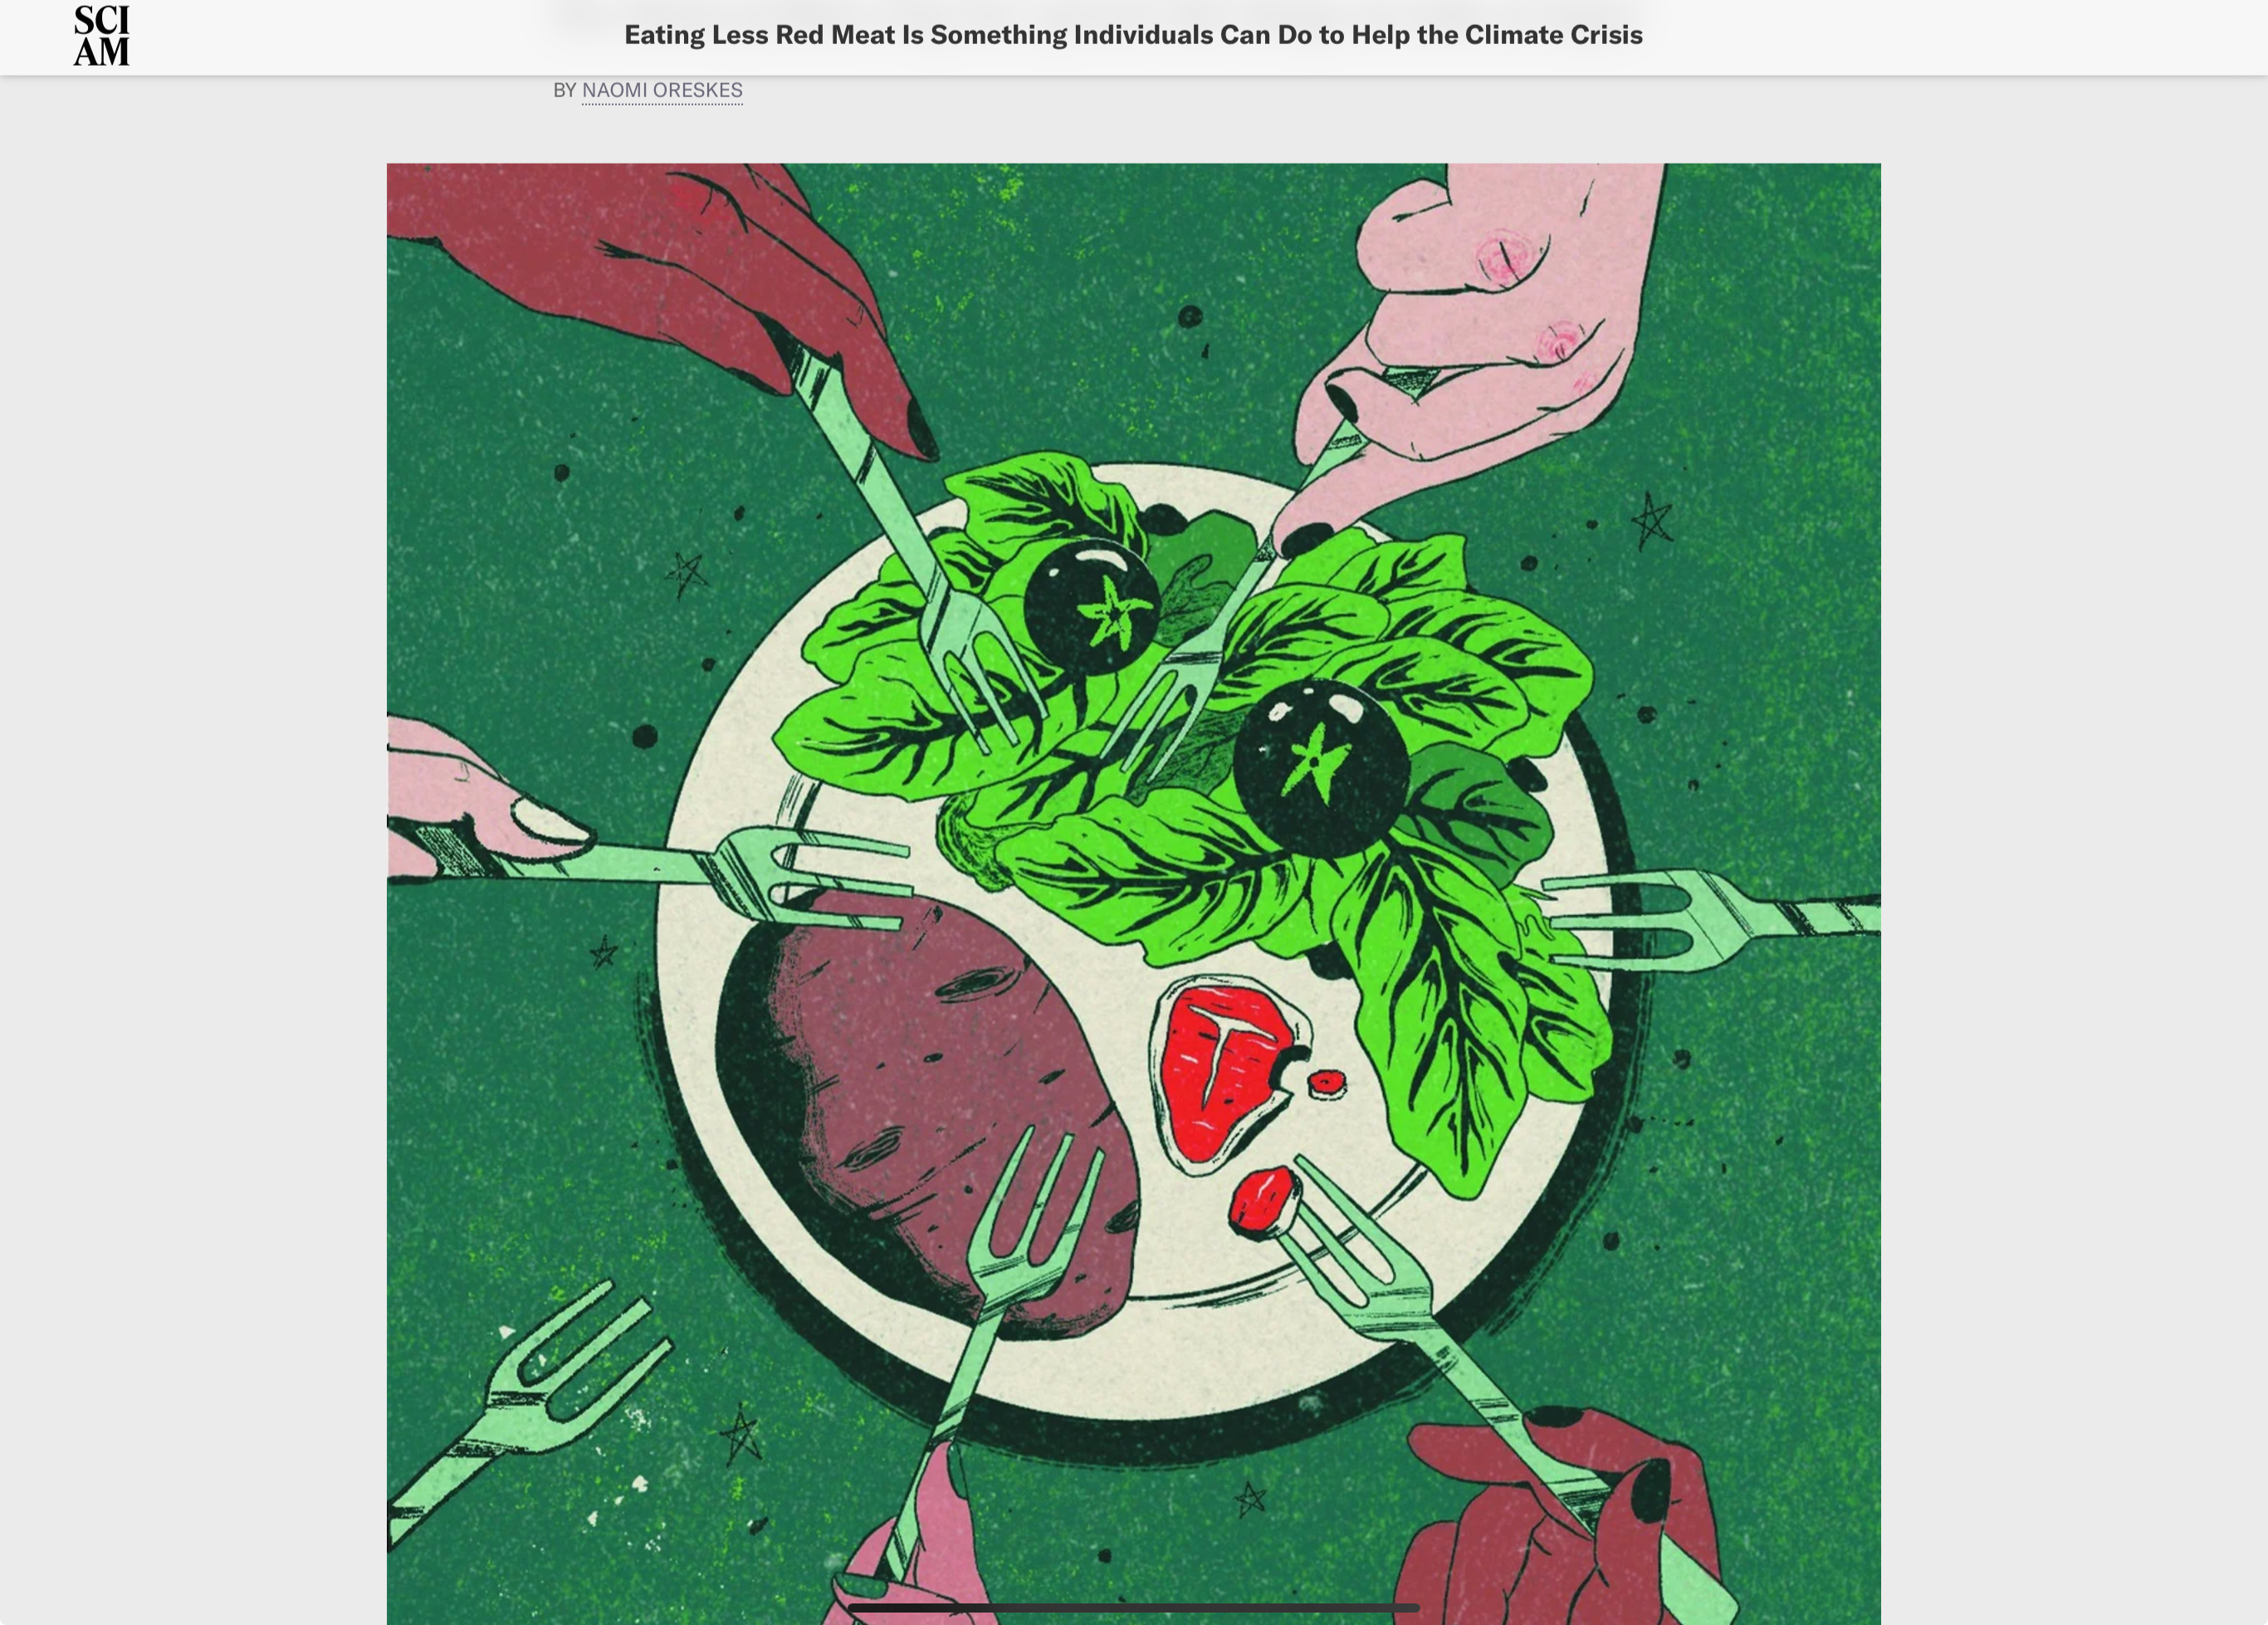 SCI
AM
Eating Less Red Meat Is Something Individuals Can Do to Help the Climate Crisis
BY NAOMI ORESKES